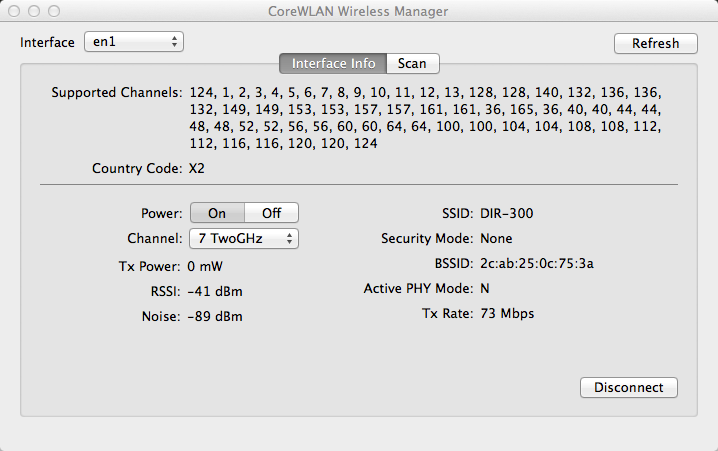 CoreWLAN Wireless Manager
Interface en1 Refresh
Interface Info Scan
Supported Channels: 124, 1, 2, 3, 4, 5, 6, 7, 8, 9, 10, 11, 12, 13, 128, 128, 140, 132, 136, 136,
132, 149, 149, 153, 153, 157, 157, 161, 161, 36, 165, 36, 40, 40, 44, 44,
48, 48, 52, 52, 56, 56, 60, 60, 64, 64, 100, 100, 104, 104, 108, 108, 112,
112, 116, 116, 120, 120, 124
Country Code: X2
Power: On Off
Channel: 7 TwoGHz
Tx Power: 0 mW
RSSI: -41 dBm
Noise: -89 dBm
SSID: DIR-300
Security Mode: None
BSSID: 2c:ab:25:0c:75:3a
Active PHY Mode: N
Tx Rate: 73 Mbps
Disconnect